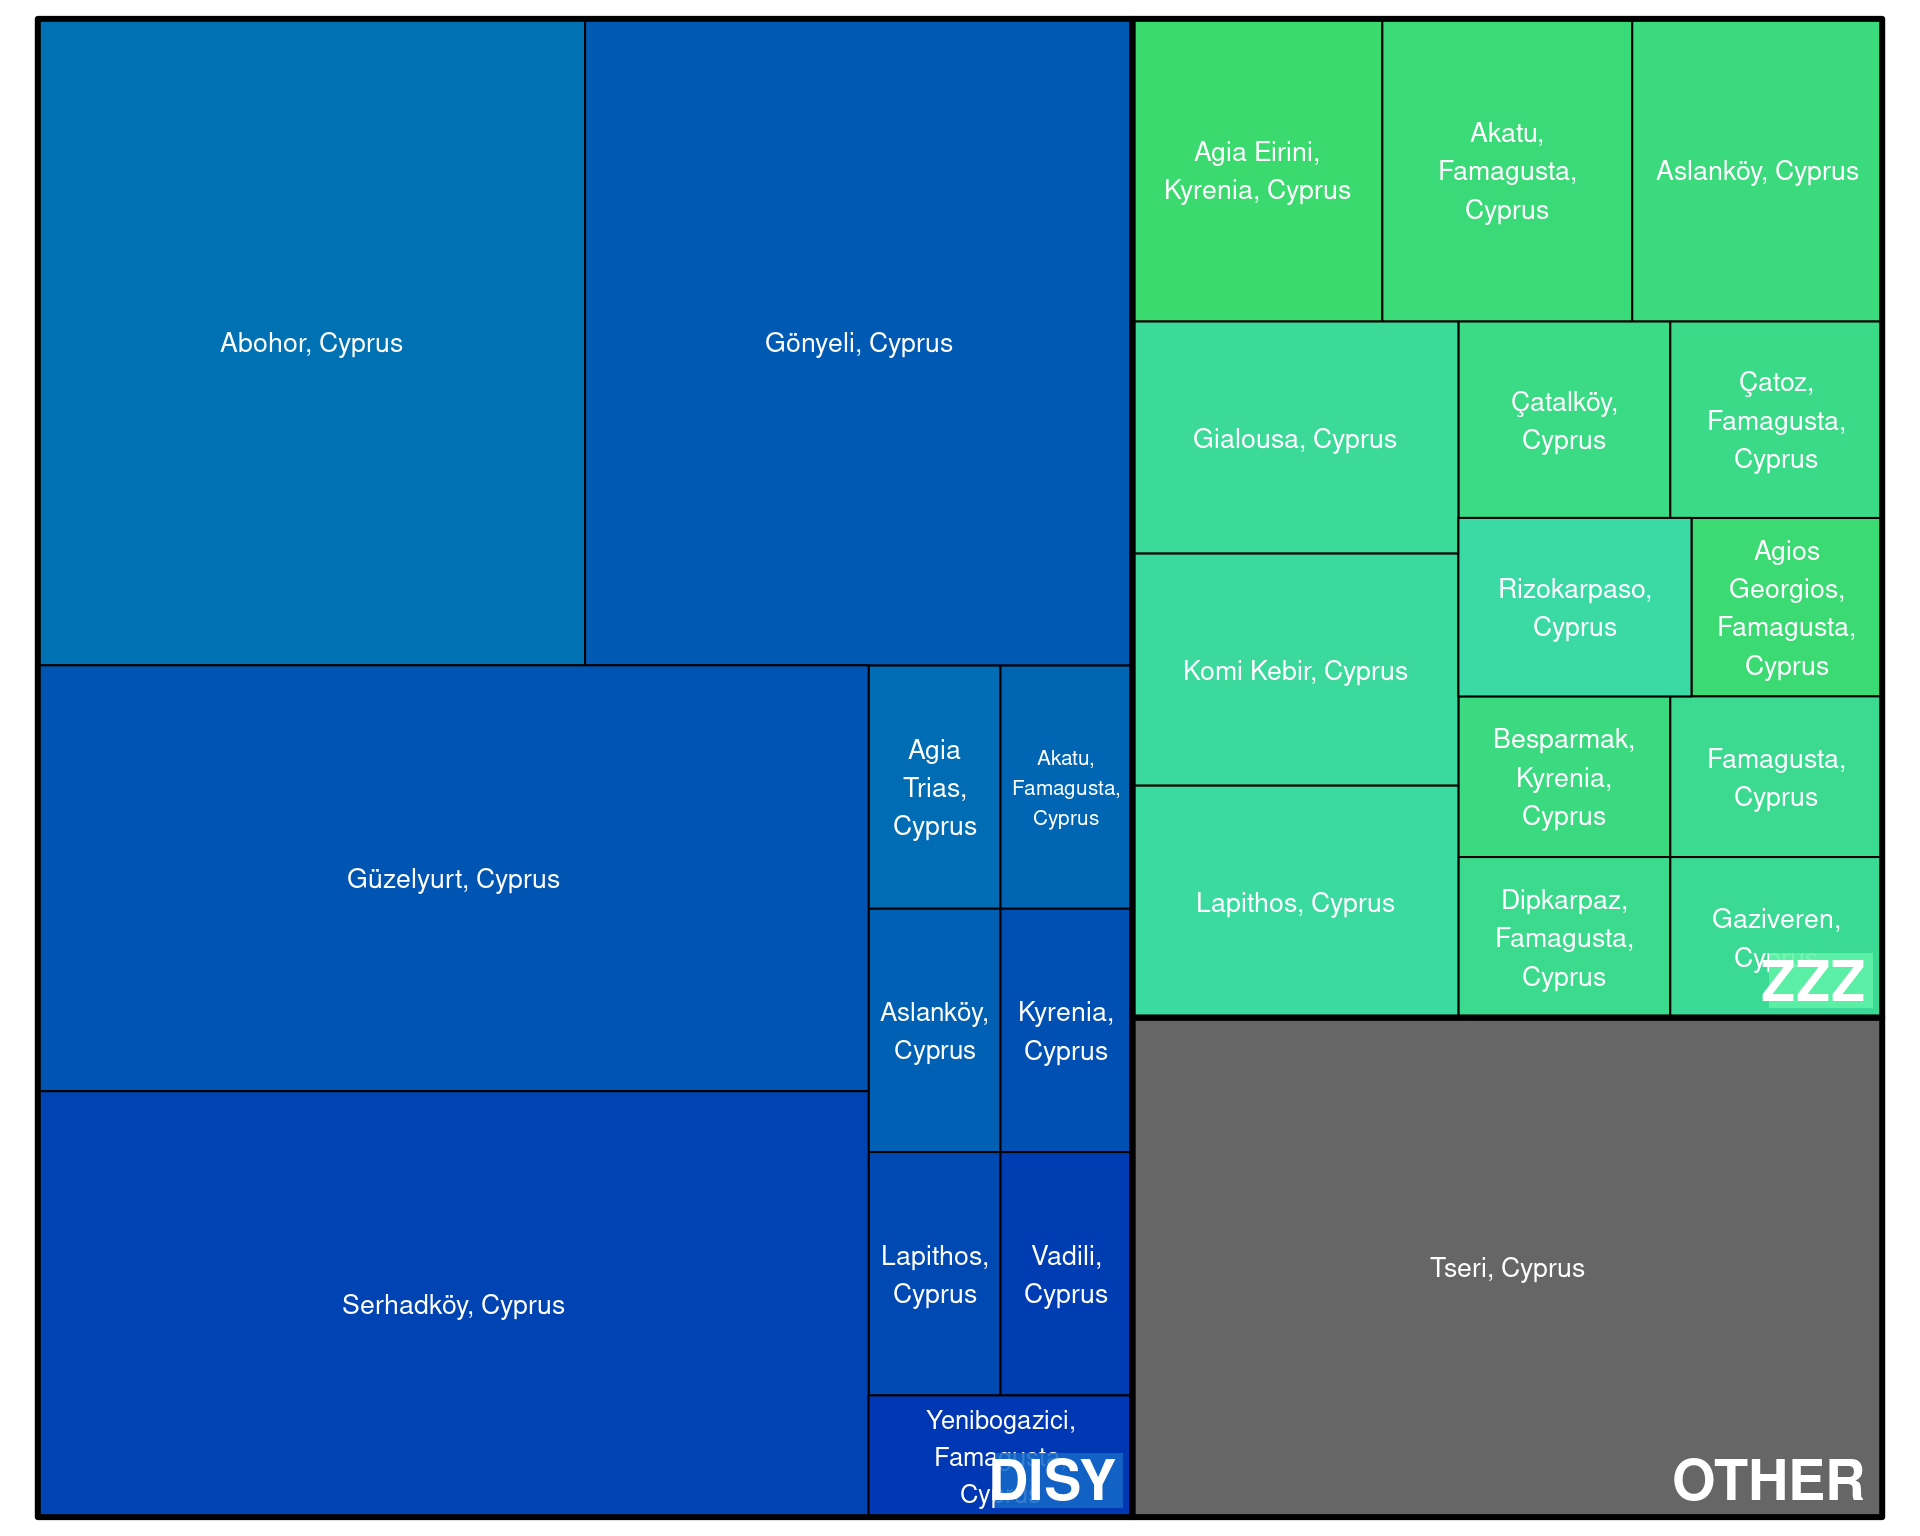 Abohor, Cyprus
Gönyeli, Cyprus
Güzelyurt, Cyprus
Serhadköy, Cyprus
Agia
Trias,
Cyprus
Akatu,
Famagusta,
Cyprus
Aslanköy,
Cyprus
Kyrenia,
Cyprus
Lapithos,
Cyprus
Vadili,
Cyprus
Yenibogazici,
Famagusta,
Cyprus
DISY
Agia Eirini,
Kyrenia, Cyprus
Akatu,
Famagusta,
Cyprus
Aslanköy, Cyprus
Gialousa, Cyprus
Komi Kebir, Cyprus
Lapithos, Cyprus
Çatalköy,
Cyprus
Çatoz,
Famagusta,
Cyprus
Rizokarpaso,
Cyprus
Agios
Georgios,
Famagusta,
Cyprus
Besparmak,
Kyrenia,
Cyprus
Famagusta,
Cyprus
Dipkarpaz,
Famagusta,
Cyprus
Gaziveren,
Cyprus
ZZZ
Tseri, Cyprus
OTHER